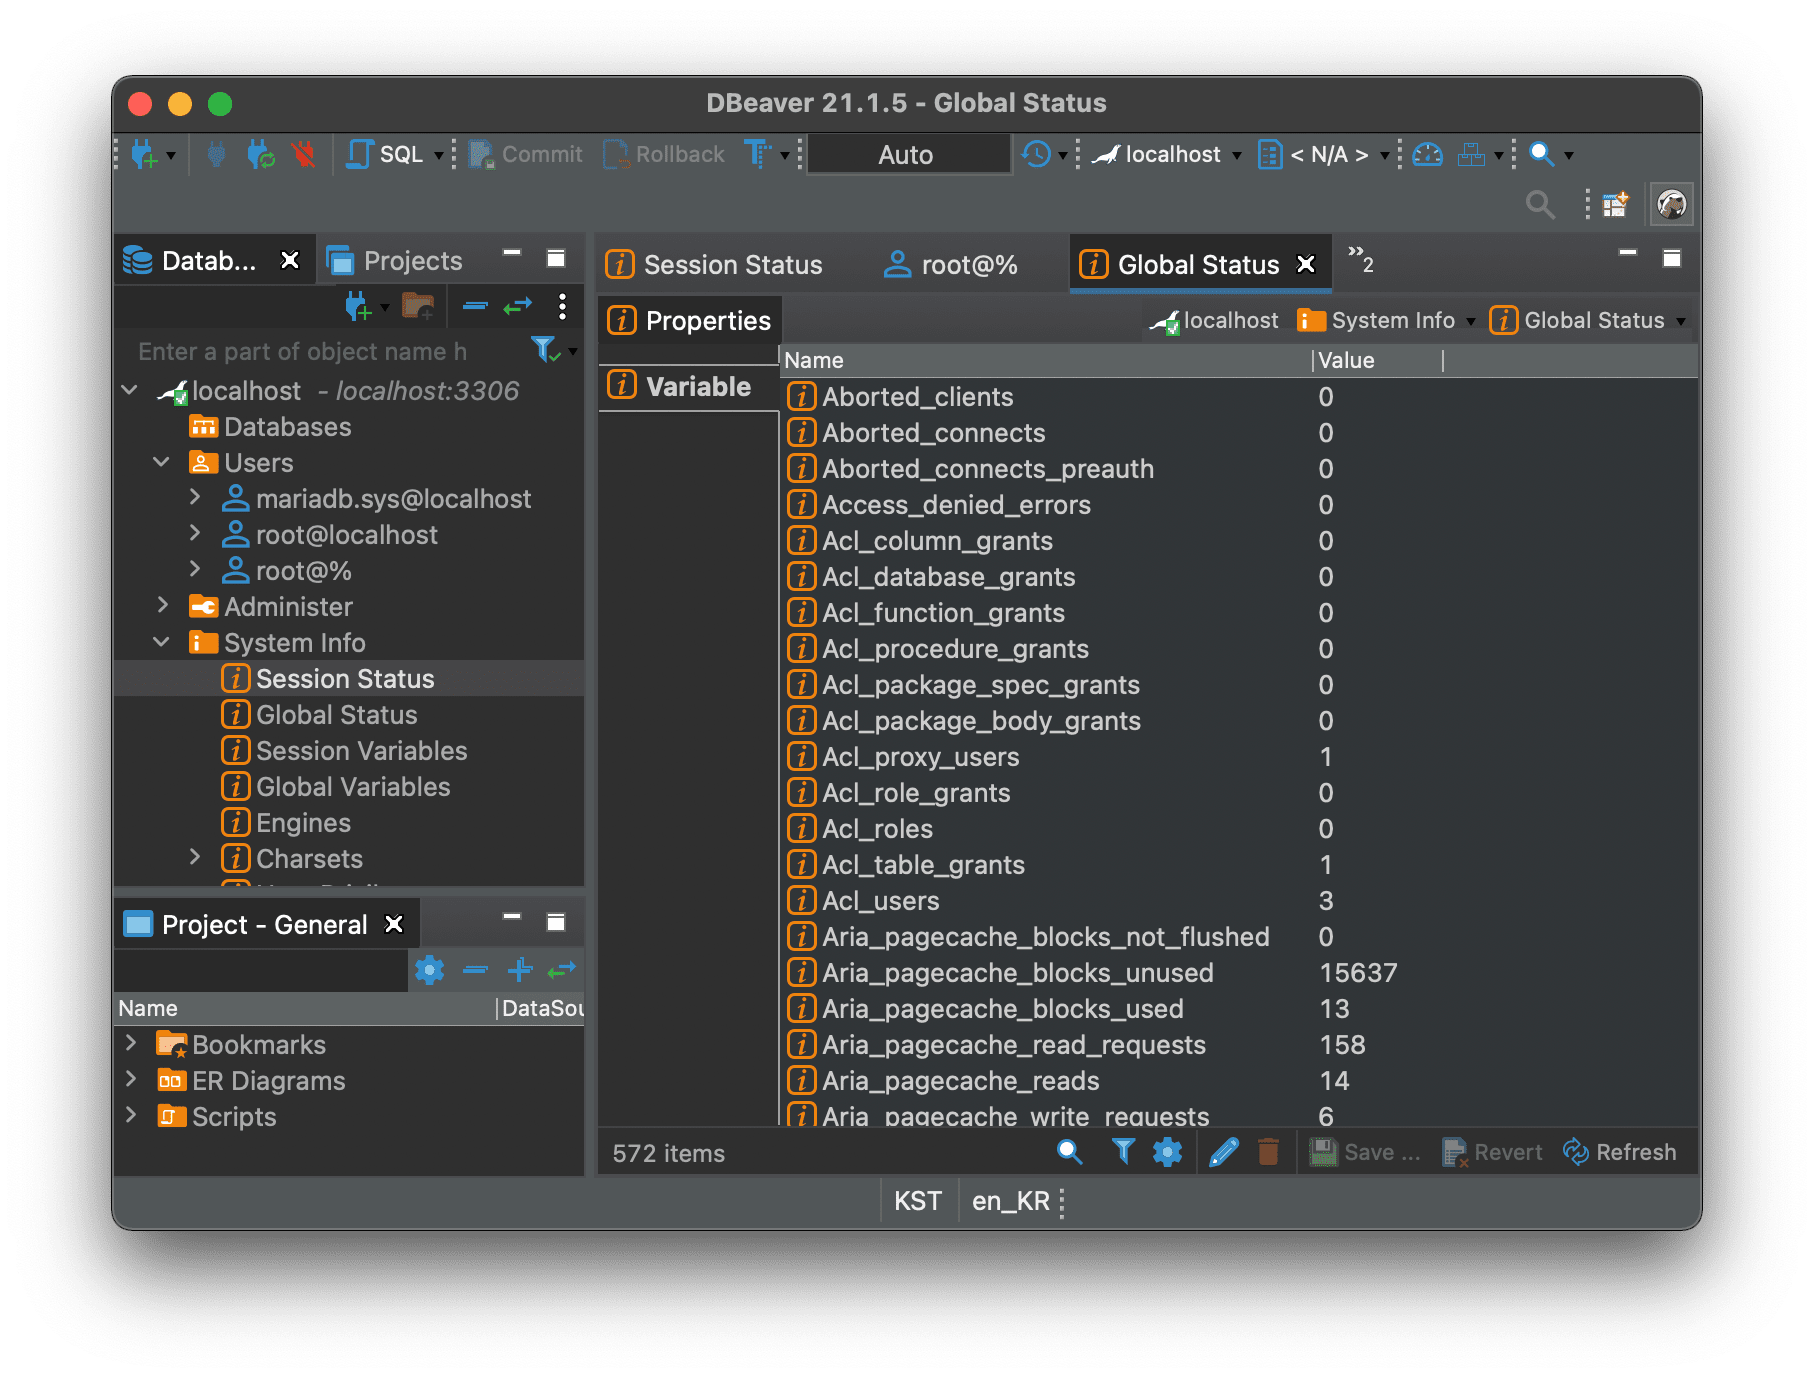 DBeaver 21.1.5 - Global Status
SQL Commit Rollback Auto localhost < N/A >
Datab... Projects
Enter a part of object name h
localhost - localhost:3306
Databases
Users
mariadb.sys@localhost
root@localhost
root@%
Administer
System Info
Session Status
Global Status
Session Variables
Global Variables
Engines
Charsets
Project - General
Name DataSou
Bookmarks
ER Diagrams
Scripts
Session Status root@% Global Status »2
Properties localhost System Info Global Status
Variable
Name Value
Aborted_clients 0
Aborted_connects 0
Aborted_connects_preauth 0
Access_denied_errors 0
Acl_column_grants 0
Acl_database_grants 0
Acl_function_grants 0
Acl_procedure_grants 0
Acl_package_spec_grants 0
Acl_package_body_grants 0
Acl_proxy_users 1
Acl_role_grants 0
Acl_roles 0
Acl_table_grants 1
Acl_users 3
Aria_pagecache_blocks_not_flushed 0
Aria_pagecache_blocks_unused 15637
Aria_pagecache_blocks_used 13
Aria_pagecache_read_requests 158
Aria_pagecache_reads 14
Aria_pagecache_write_requests 6
572 items Save ... Revert Refresh
KST en_KR